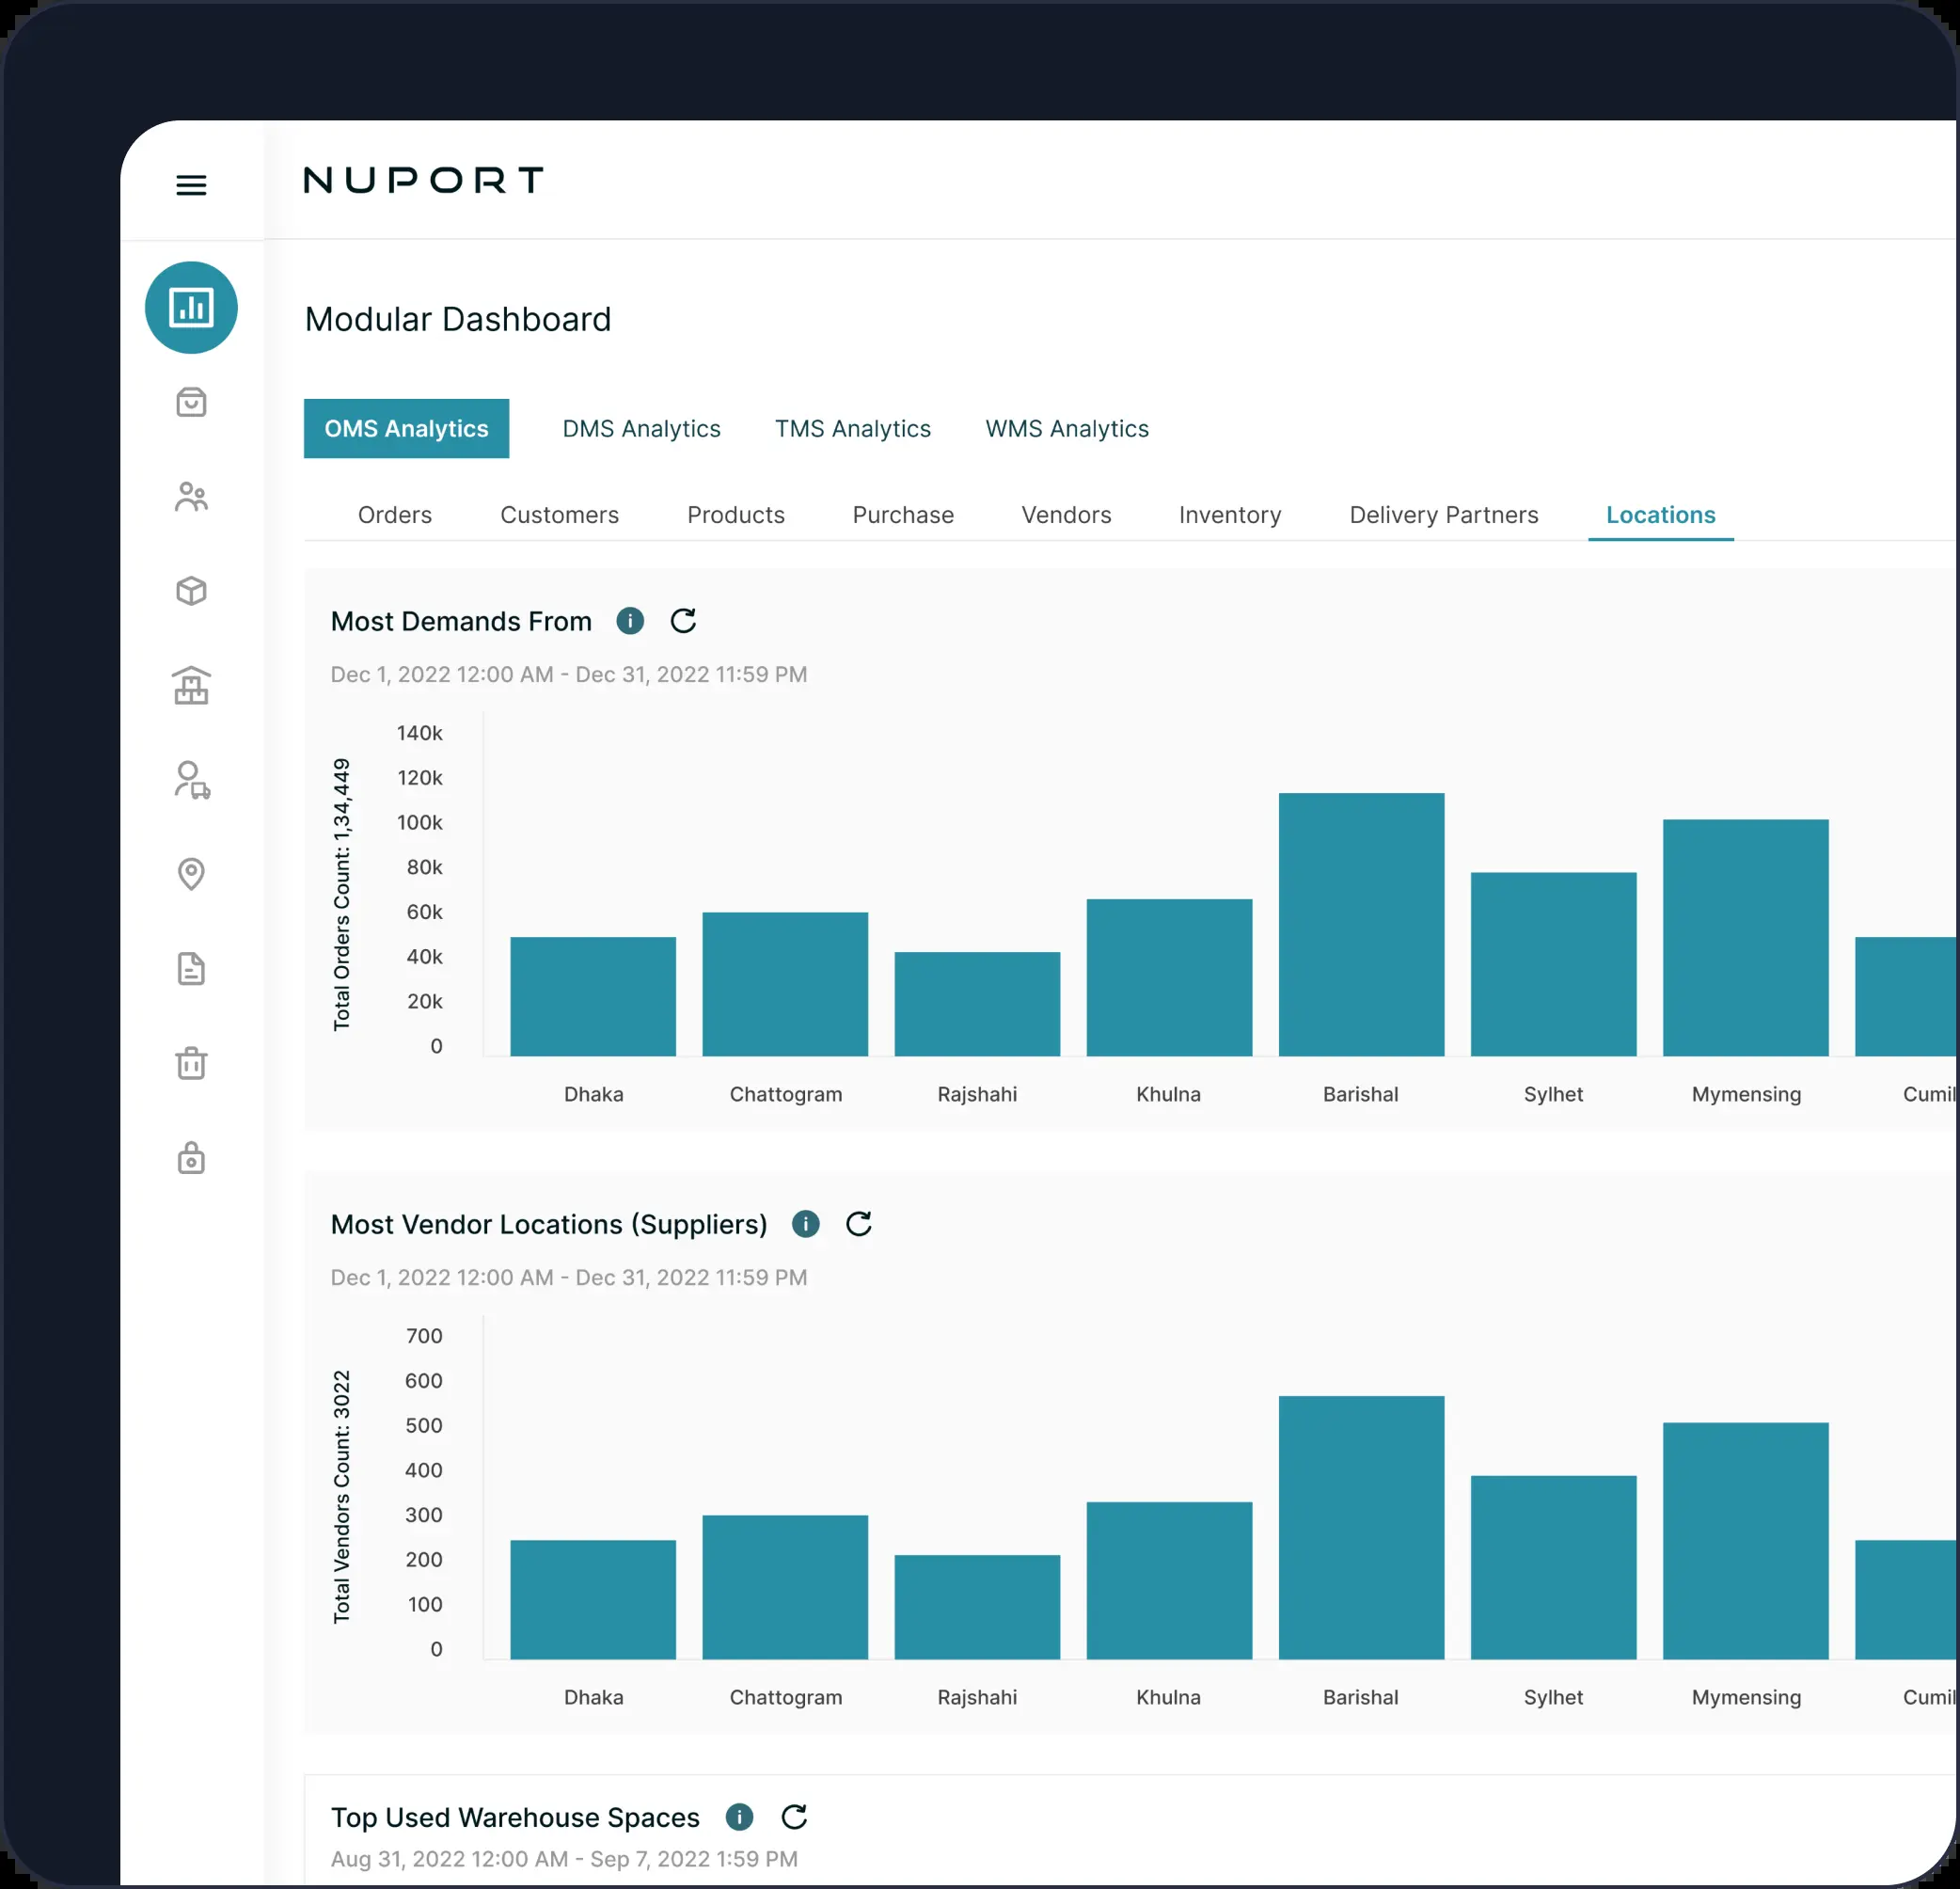 NUPORT
Modular Dashboard
OMS Analytics DMS Analytics TMS Analytics WMS Analytics
Orders Customers Products Purchase Vendors Inventory Delivery Partners Locations
Most Demands From
Dec 1, 2022 12:00 AM - Dec 31, 2022 11:59 PM
Total Orders Count: 1,34,449
140k
120k
100k
80k
60k
40k
20k
0
Dhaka Chattogram Rajshahi Khulna Barishal Sylhet Mymensing Cumil
Most Vendor Locations (Suppliers)
Dec 1, 2022 12:00 AM - Dec 31, 2022 11:59 PM
Total Vendors Count: 3022
700
600
500
400
300
200
100
0
Dhaka Chattogram Rajshahi Khulna Barishal Sylhet Mymensing Cumil
Top Used Warehouse Spaces
Aug 31, 2022 12:00 AM - Sep 7, 2022 1:59 PM